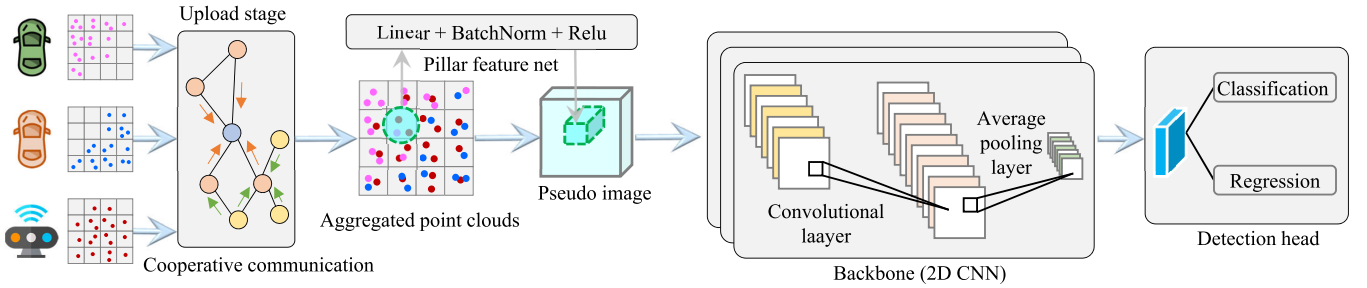 Upload stage
Cooperative communication
Linear + BatchNorm + Relu
Pillar feature net
Aggregated point clouds
Pseudo image
Convolutional
laayer
Average
pooling
layer
Backbone (2D CNN)
Classification
Regression
Detection head